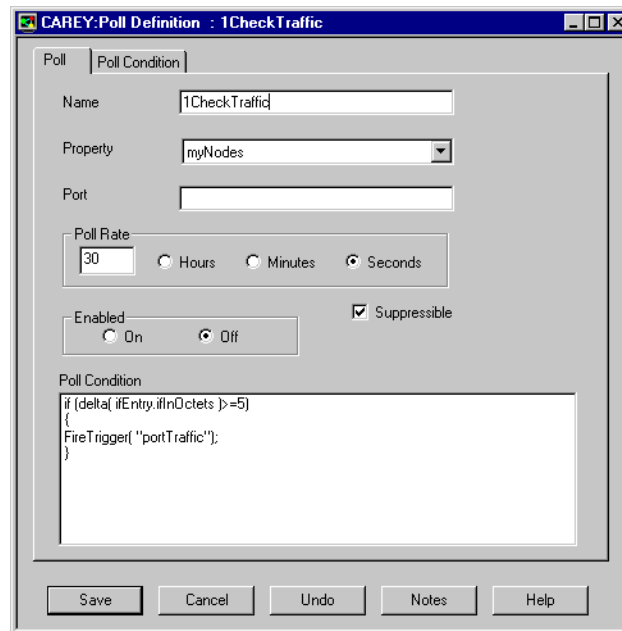 CAREY:Poll Definition : 1CheckTraffic
Poll
Poll Condition
Name
1CheckTraffic
Property
myNodes
Port
Poll Rate
30
Hours
Minutes
Seconds
Enabled
On
Off
Suppressible
Poll Condition
if (delta( ifEntry.ifInOctets )>=5)
{
FireTrigger( "portTraffic");
}
Save
Cancel
Undo
Notes
Help